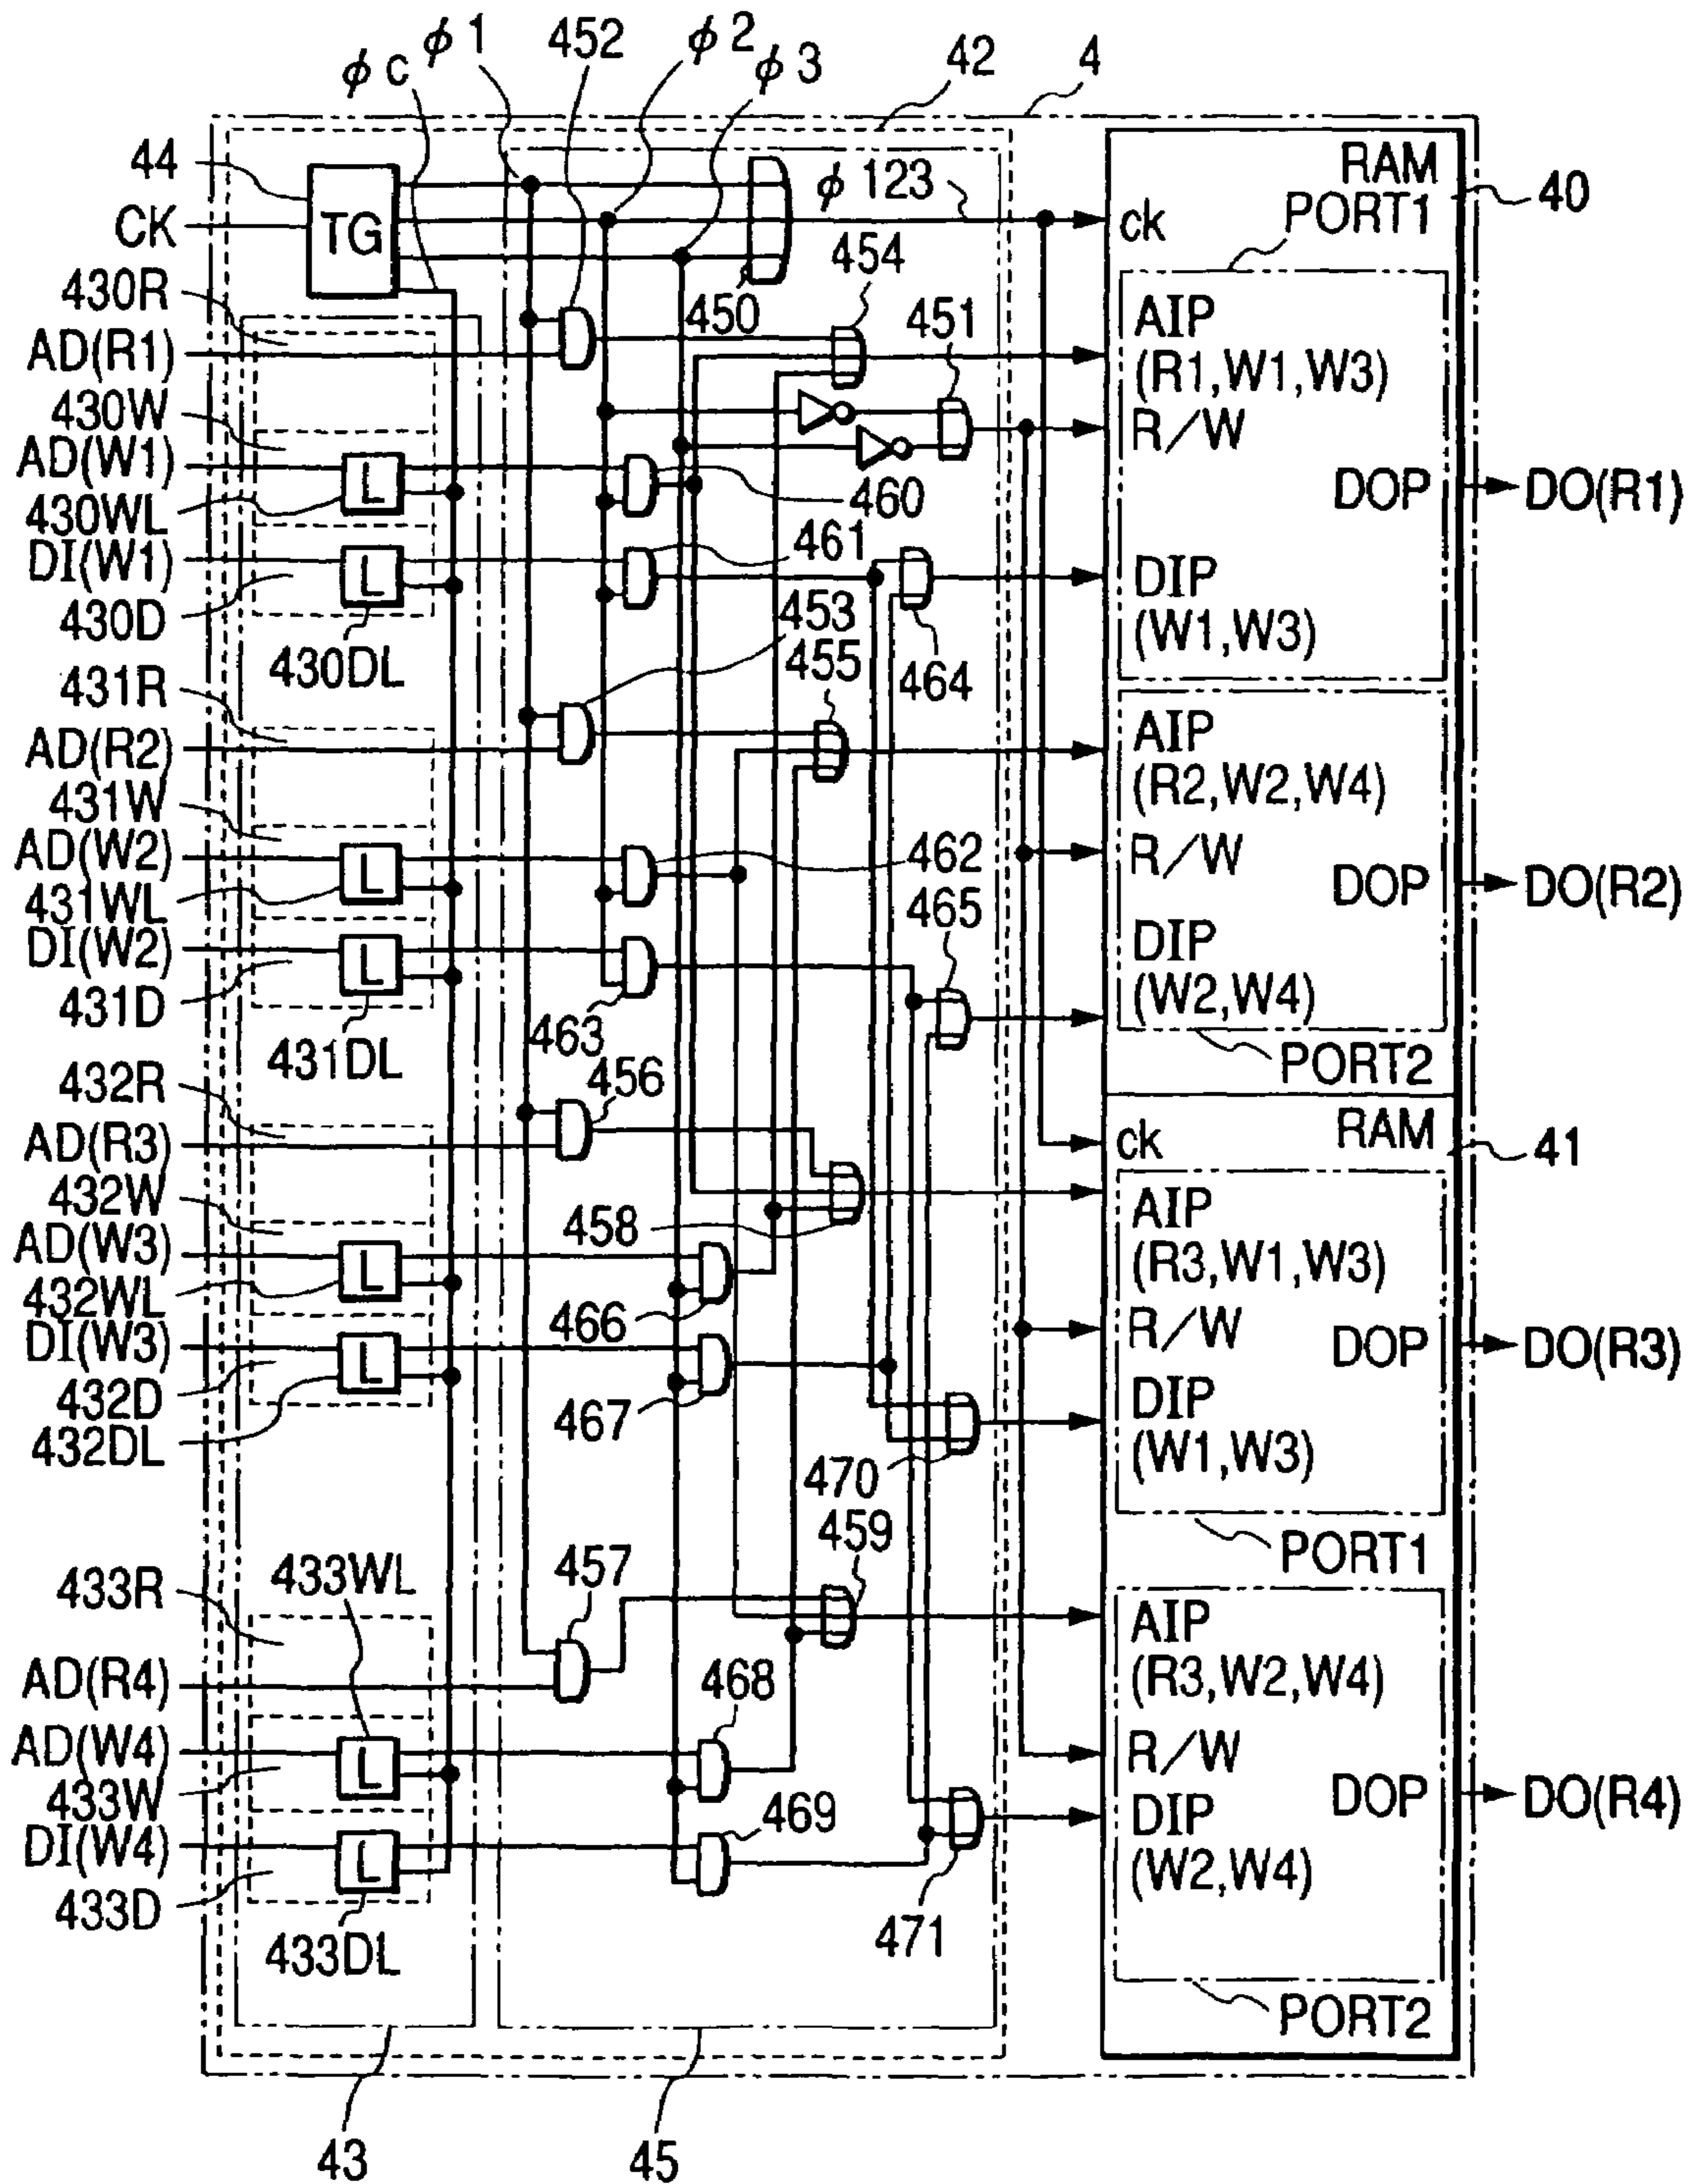 φc
φ1
452
φ2
φ3
42
4
44
CK
TG
φ123
ck
RAM
PORT1
40
430R
AD(R1)
450
454
451
AIP
(R1,W1,W3)
R/W
430W
AD(W1)
L
430WL
460
DOP
DO(R1)
DI(W1)
L
430D
430DL
461
453
DIP
(W1,W3)
464
455
431R
AD(R2)
AIP
(R2,W2,W4)
431W
AD(W2)
L
431WL
462
R/W
DOP
DO(R2)
465
DI(W2)
L
431D
431DL
463
DIP
(W2,W4)
PORT2
432R
456
AD(R3)
ck
RAM
41
432W
AD(W3)
L
432WL
458
466
AIP
(R3,W1,W3)
R/W
DI(W3)
L
432D
432DL
467
DOP
DO(R3)
DIP
(W1,W3)
470
459
PORT1
433R
433WL
457
AD(R4)
AIP
(R3,W2,W4)
468
AD(W4)
L
433W
R/W
469
DOP
DO(R4)
DI(W4)
L
433D
433DL
DIP
(W2,W4)
471
PORT2
43
45